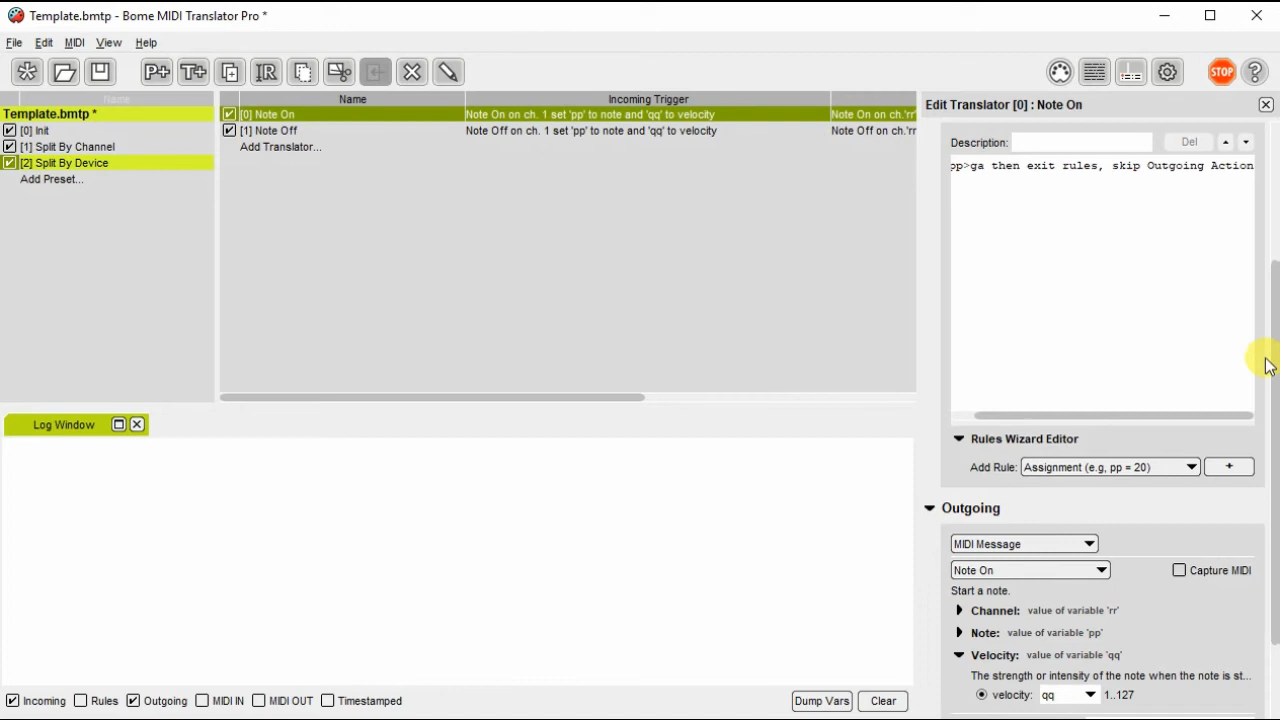 Template.bmtp - Bome MIDI Translator Pro *
File Edit MIDI View Help
P+ T+ IR STOP ?
Name
Template.bmtp *
[0] Init
[1] Split By Channel
[2] Split By Device
Add Preset...
Name Incoming Trigger
[0] Note On Note On on ch. 1 set 'pp' to note and 'qq' to velocity Note On on ch.'rr
[1] Note Off Note Off on ch. 1 set 'pp' to note and 'qq' to velocity Note Off on ch.'rr
Add Translator...
Edit Translator [0] : Note On
Description: Del
pp>ga then exit rules, skip Outgoing Action
Rules Wizard Editor
Add Rule: Assignment (e.g, pp = 20) +
Outgoing
MIDI Message
Note On Capture MIDI
Start a note.
Channel: value of variable 'rr'
Note: value of variable 'pp'
Velocity: value of variable 'qq'
The strength or intensity of the note when the note is st...
velocity: qq 1..127
Log Window
Incoming Rules Outgoing MIDI IN MIDI OUT Timestamped Dump Vars Clear